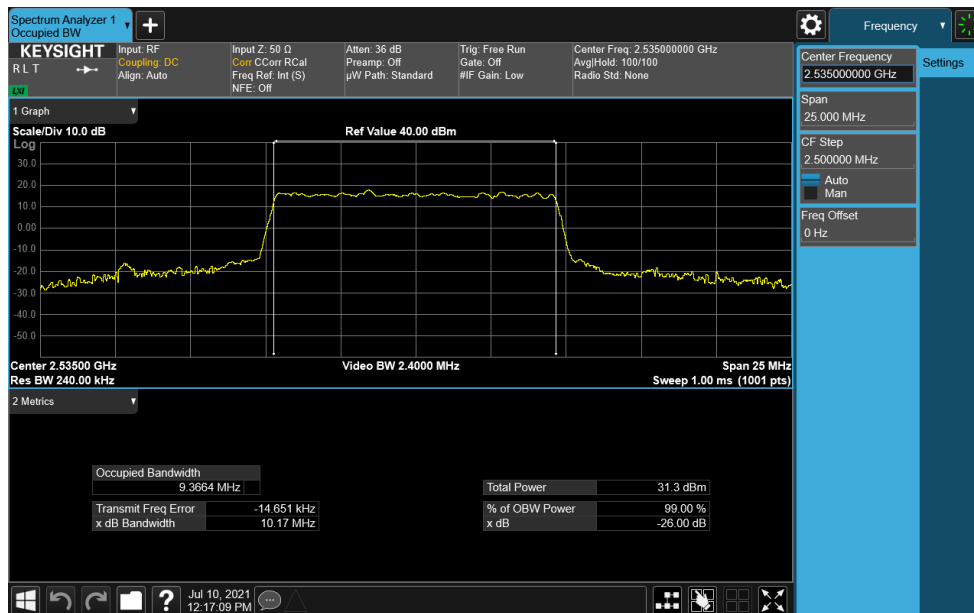 Spectrum Analyzer 1
Occupied BW
Frequency
KEYSIGHT
R L T
LXI
Input: RF
Coupling: DC
Align: Auto
Input Z: 50 Ω
Corr CCorr RCal
Freq Ref: Int (S)
NFE: Off
Atten: 36 dB
Preamp: Off
µW Path: Standard
Trig: Free Run
Gate: Off
#IF Gain: Low
Center Freq: 2.535000000 GHz
Avg|Hold: 100/100
Radio Std: None
Center Frequency
2.535000000 GHz
Settings
Span
25.000 MHz
CF Step
2.500000 MHz
Auto
Man
Freq Offset
0 Hz
1 Graph
Scale/Div 10.0 dB
Ref Value 40.00 dBm
Log
30.0
20.0
10.0
0.00
-10.0
-20.0
-30.0
-40.0
-50.0
Center 2.53500 GHz
Video BW 2.4000 MHz
Span 25 MHz
Res BW 240.00 kHz
Sweep 1.00 ms (1001 pts)
2 Metrics
Occupied Bandwidth
9.3664 MHz
Total Power 31.3 dBm
Transmit Freq Error -14.651 kHz
% of OBW Power 99.00 %
x dB Bandwidth 10.17 MHz
x dB -26.00 dB
?
Jul 10, 2021
12:17:09 PM